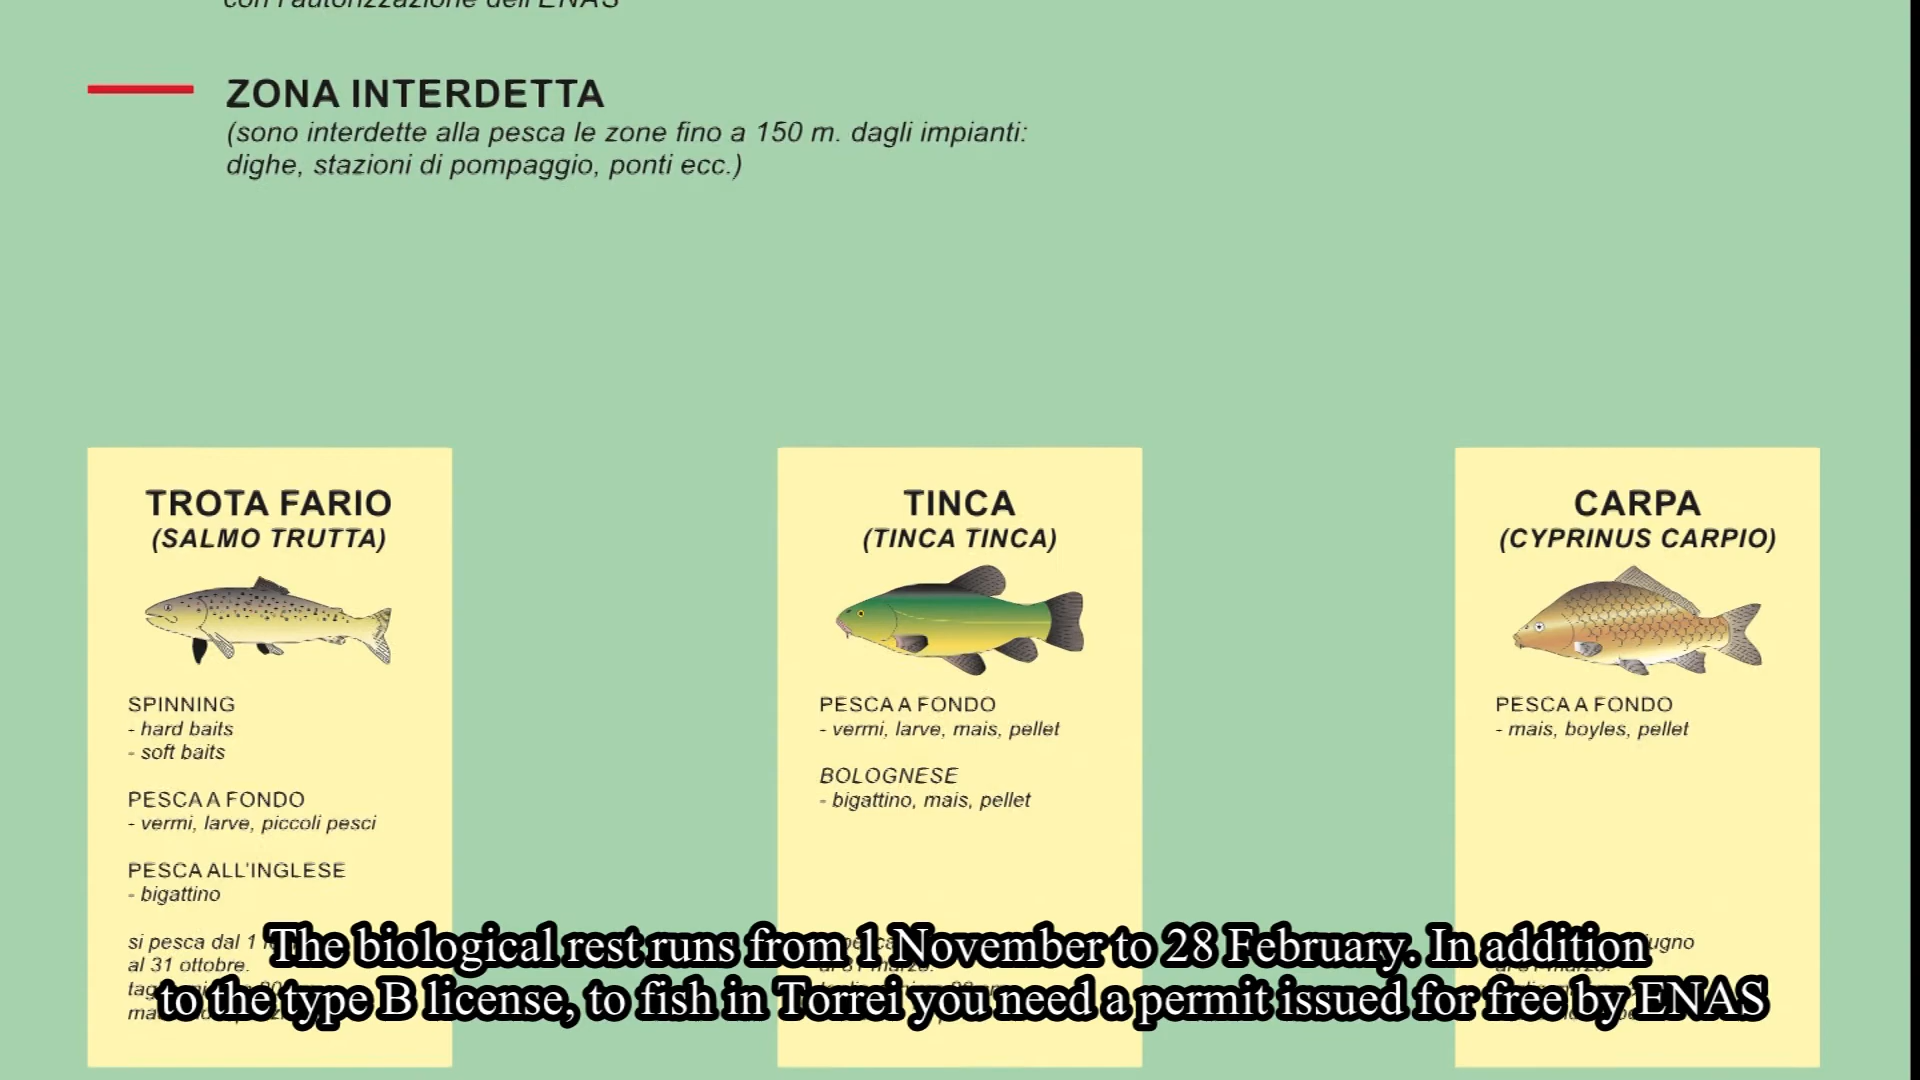 con l'autorizzazione dell'ENAS
ZONA INTERDETTA
(sono interdette alla pesca le zone fino a 150 m. dagli impianti:
dighe, stazioni di pompaggio, ponti ecc.)
TROTA FARIO
(SALMO TRUTTA)
SPINNING
- hard baits
- soft baits
PESCA A FONDO
- vermi, larve, piccoli pesci
PESCA ALL'INGLESE
- bigattino
si pesca dal 1
al 31 ottobre.
TINCA
(TINCA TINCA)
PESCA A FONDO
- vermi, larve, mais, pellet
BOLOGNESE
- bigattino, mais, pellet
CARPA
(CYPRINUS CARPIO)
PESCA A FONDO
- mais, boyles, pellet
The biological rest runs from 1 November to 28 February. In addition
to the type B license, to fish in Torrei you need a permit issued for free by ENAS